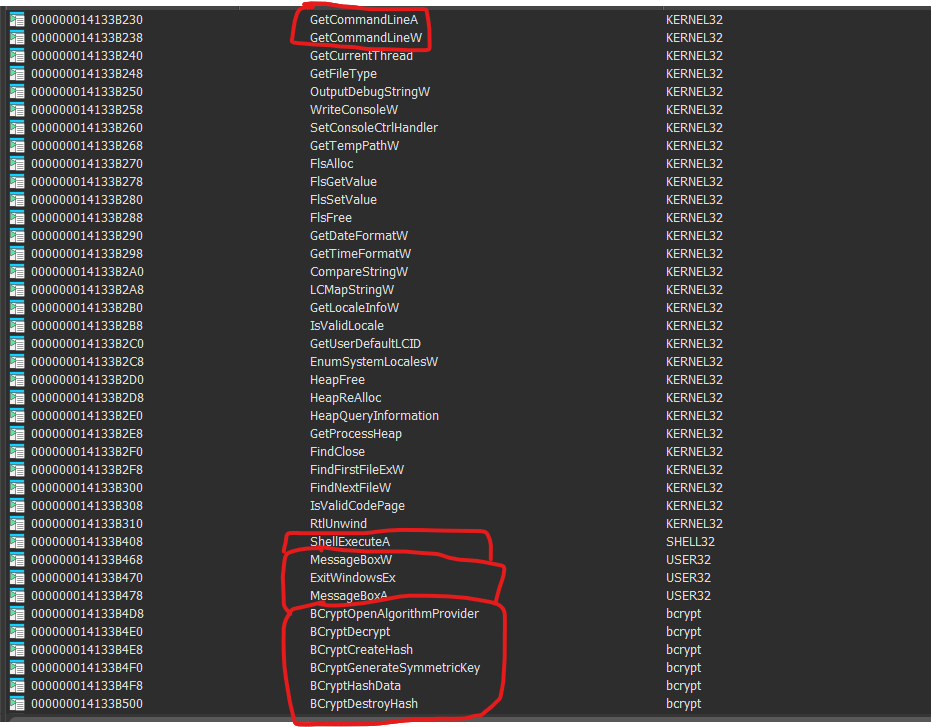 000000014133B230 GetCommandLineA KERNEL32
000000014133B238 GetCommandLineW KERNEL32
000000014133B240 GetCurrentThread KERNEL32
000000014133B248 GetFileType KERNEL32
000000014133B250 OutputDebugStringW KERNEL32
000000014133B258 WriteConsoleW KERNEL32
000000014133B260 SetConsoleCtrlHandler KERNEL32
000000014133B268 GetTempPathW KERNEL32
000000014133B270 FlsAlloc KERNEL32
000000014133B278 FlsGetValue KERNEL32
000000014133B280 FlsSetValue KERNEL32
000000014133B288 FlsFree KERNEL32
000000014133B290 GetDateFormatW KERNEL32
000000014133B298 GetTimeFormatW KERNEL32
000000014133B2A0 CompareStringW KERNEL32
000000014133B2A8 LCMapStringW KERNEL32
000000014133B2B0 GetLocaleInfoW KERNEL32
000000014133B2B8 IsValidLocale KERNEL32
000000014133B2C0 GetUserDefaultLCID KERNEL32
000000014133B2C8 EnumSystemLocalesW KERNEL32
000000014133B2D0 HeapFree KERNEL32
000000014133B2D8 HeapReAlloc KERNEL32
000000014133B2E0 HeapQueryInformation KERNEL32
000000014133B2E8 GetProcessHeap KERNEL32
000000014133B2F0 FindClose KERNEL32
000000014133B2F8 FindFirstFileExW KERNEL32
000000014133B300 FindNextFileW KERNEL32
000000014133B308 IsValidCodePage KERNEL32
000000014133B310 RtlUnwind KERNEL32
000000014133B408 ShellExecuteA SHELL32
000000014133B468 MessageBoxW USER32
000000014133B470 ExitWindowsEx USER32
000000014133B478 MessageBoxA USER32
000000014133B4D8 BCryptOpenAlgorithmProvider bcrypt
000000014133B4E0 BCryptDecrypt bcrypt
000000014133B4E8 BCryptCreateHash bcrypt
000000014133B4F0 BCryptGenerateSymmetricKey bcrypt
000000014133B4F8 BCryptHashData bcrypt
000000014133B500 BCryptDestroyHash bcrypt